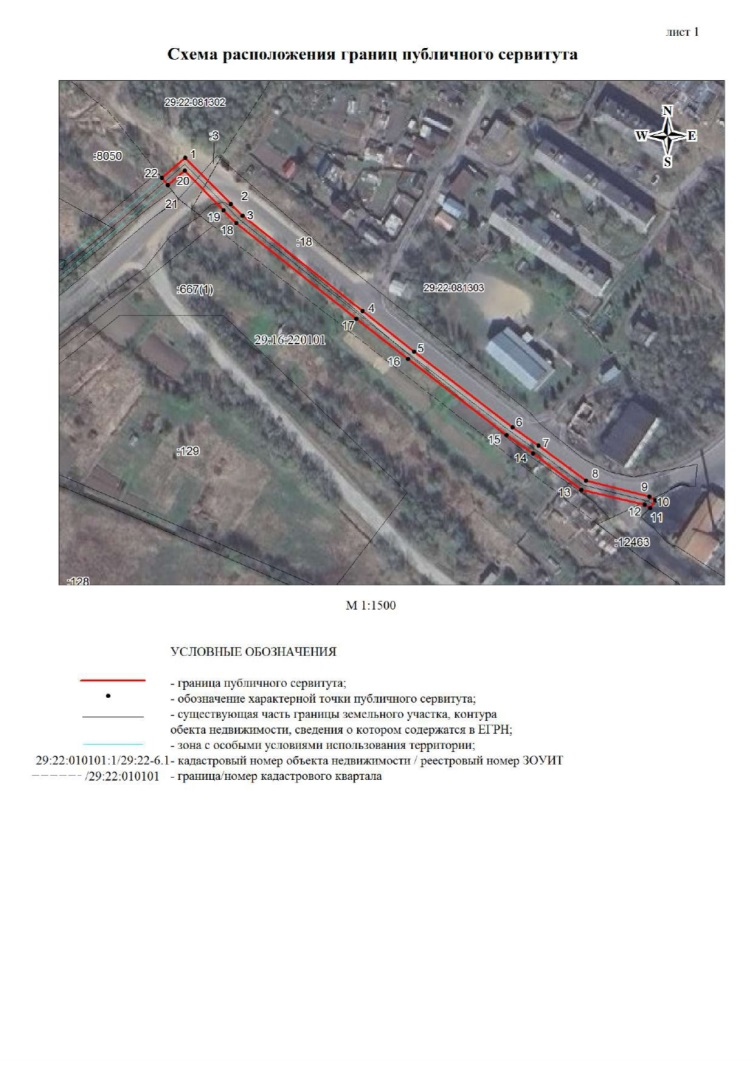 лист 1
Схема расположения границ публичного сервитута
29:22:081302
:3
:8050
1
22
20
21
2
19
3
18
:18
N
W E
S
:667(1)
29:22:081303
29:16:220101
4
17
5
16
6
15
7
14
:129
8
13
9
10
12
11
:12463
:128
М 1:1500
УСЛОВНЫЕ ОБОЗНАЧЕНИЯ
- граница публичного сервитута;
- обозначение характерной точки публичного сервитута;
- существующая часть границы земельного участка, контура
обекта недвижимости, сведения о котором содержатся в ЕГРН;
- зона с особыми условиями использования территории;
29:22:010101:1/29:22-6.1- кадастровый номер объекта недвижимости / реестровый номер ЗОУИТ
/29:22:010101 - граница/номер кадастрового квартала